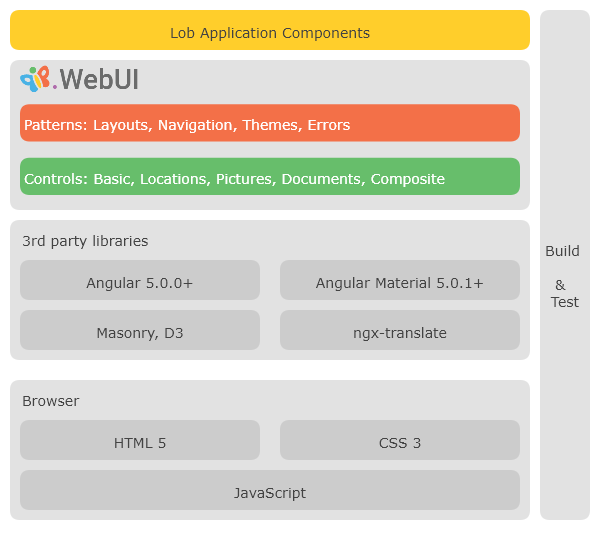 Lob Application Components
.WebUI
Patterns: Layouts, Navigation, Themes, Errors
Controls: Basic, Locations, Pictures, Documents, Composite
3rd party libraries
Angular 5.0.0+
Angular Material 5.0.1+
Masonry, D3
ngx-translate
Browser
HTML 5
CSS 3
JavaScript
Build
&
Test